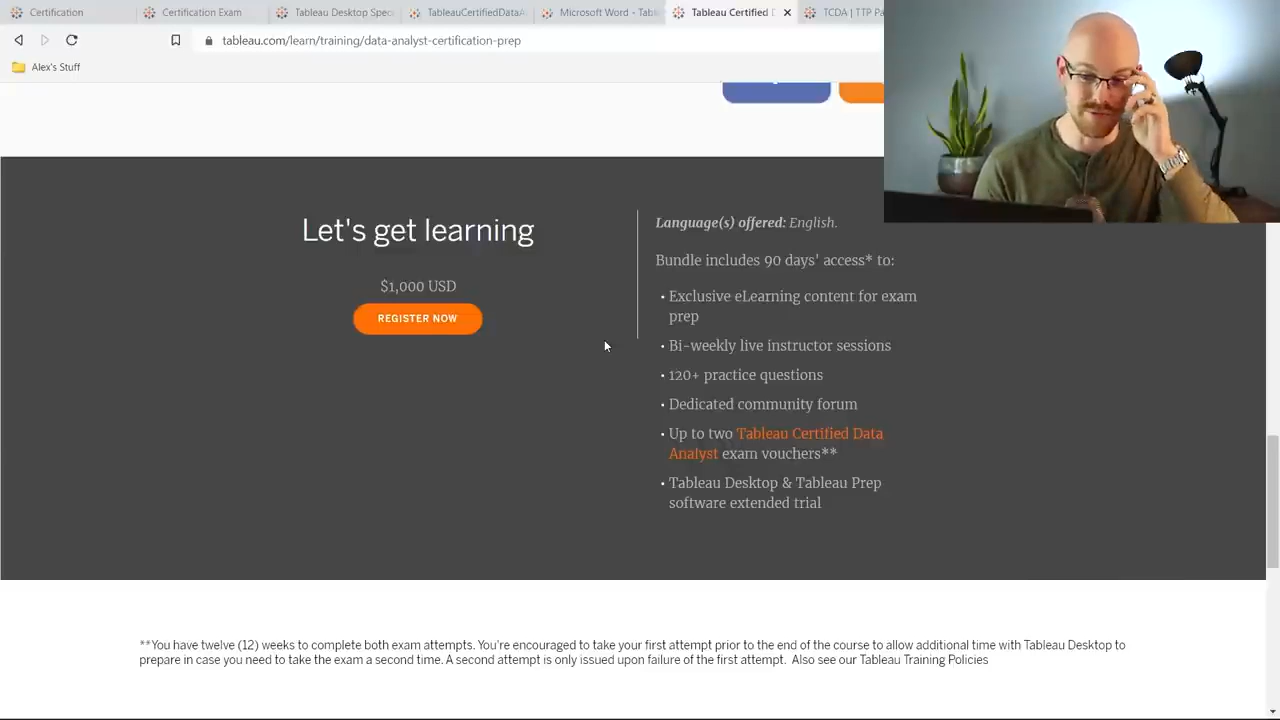 Certification
Certification Exam
Tableau Desktop Spec
TableauCertifiedDataA
Microsoft Word - Tab
Tableau Certified D
TCDA | TTP Pa
tableau.com/learn/training/data-analyst-certification-prep
Alex's Stuff
Let's get learning
$1,000 USD
REGISTER NOW
Language(s) offered: English.
Bundle includes 90 days' access* to:
• Exclusive eLearning content for exam
prep
• Bi-weekly live instructor sessions
• 120+ practice questions
• Dedicated community forum
• Up to two Tableau Certified Data
Analyst exam vouchers**
• Tableau Desktop & Tableau Prep
software extended trial
**You have twelve (12) weeks to complete both exam attempts. You're encouraged to take your first attempt prior to the end of the course to allow additional time with Tableau Desktop to
prepare in case you need to take the exam a second time. A second attempt is only issued upon failure of the first attempt. Also see our Tableau Training Policies